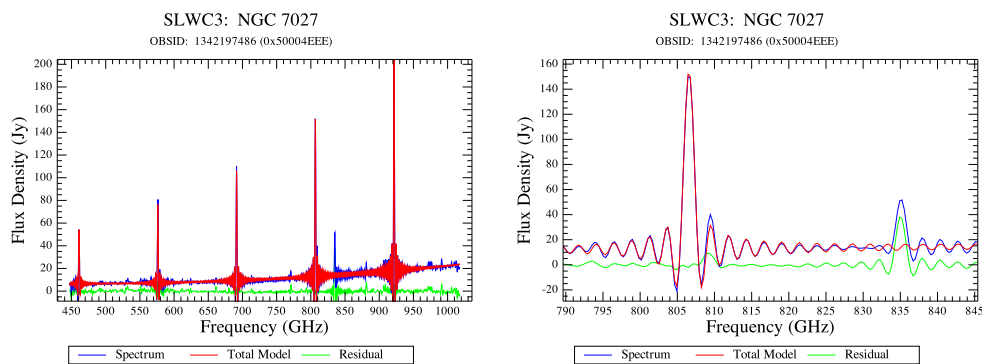 SLWC3: NGC 7027
OBSID: 1342197486 (0x50004EEE)
Flux Density (Jy)
200
180
160
140
120
100
80
60
40
20
0
450 500 550 600 650 700 750 800 850 900 950 1000
Frequency (GHz)
Spectrum Total Model Residual
SLWC3: NGC 7027
OBSID: 1342197486 (0x50004EEE)
Flux Density (Jy)
160
140
120
100
80
60
40
20
0
-20
790 795 800 805 810 815 820 825 830 835 840 845
Frequency (GHz)
Spectrum Total Model Residual